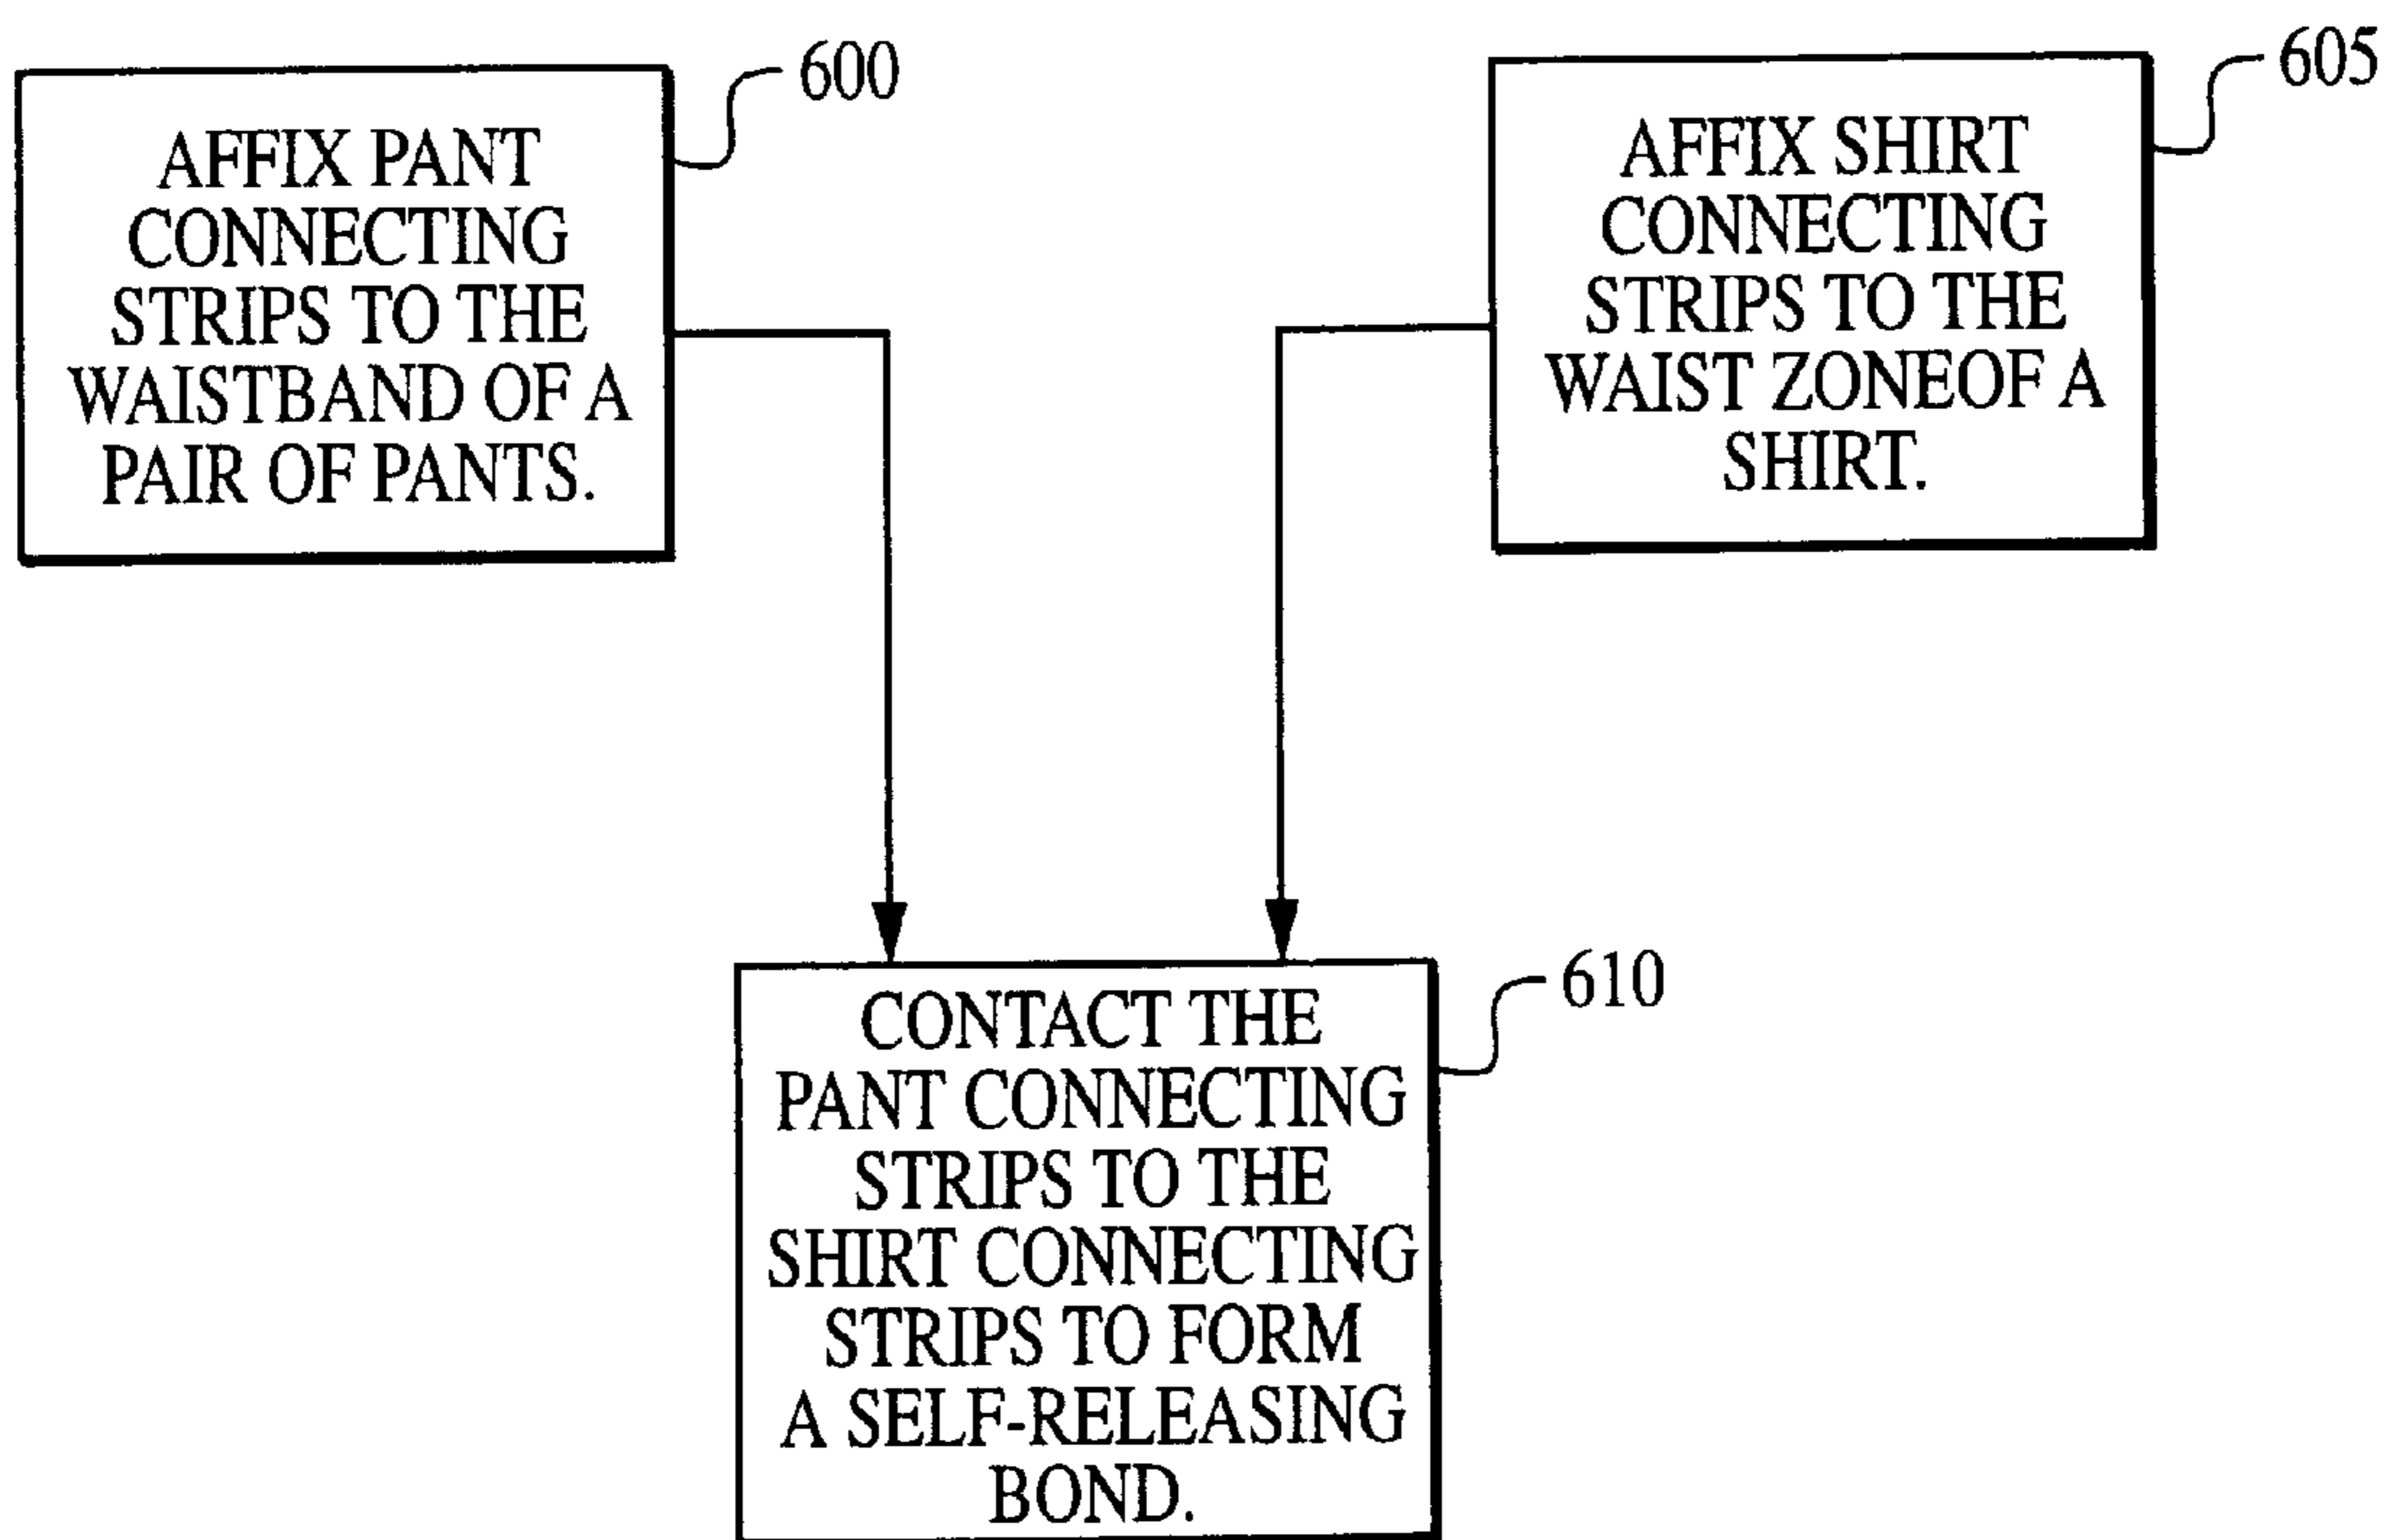 600
AFFIX PANT
CONNECTING
STRIPS TO THE
WAISTBAND OF A
PAIR OF PANTS.
605
AFFIX SHIRT
CONNECTING
STRIPS TO THE
WAIST ZONEOF A
SHIRT.
610
CONTACT THE
PANT CONNECTING
STRIPS TO THE
SHIRT CONNECTING
STRIPS TO FORM
A SELF-RELEASING
BOND.